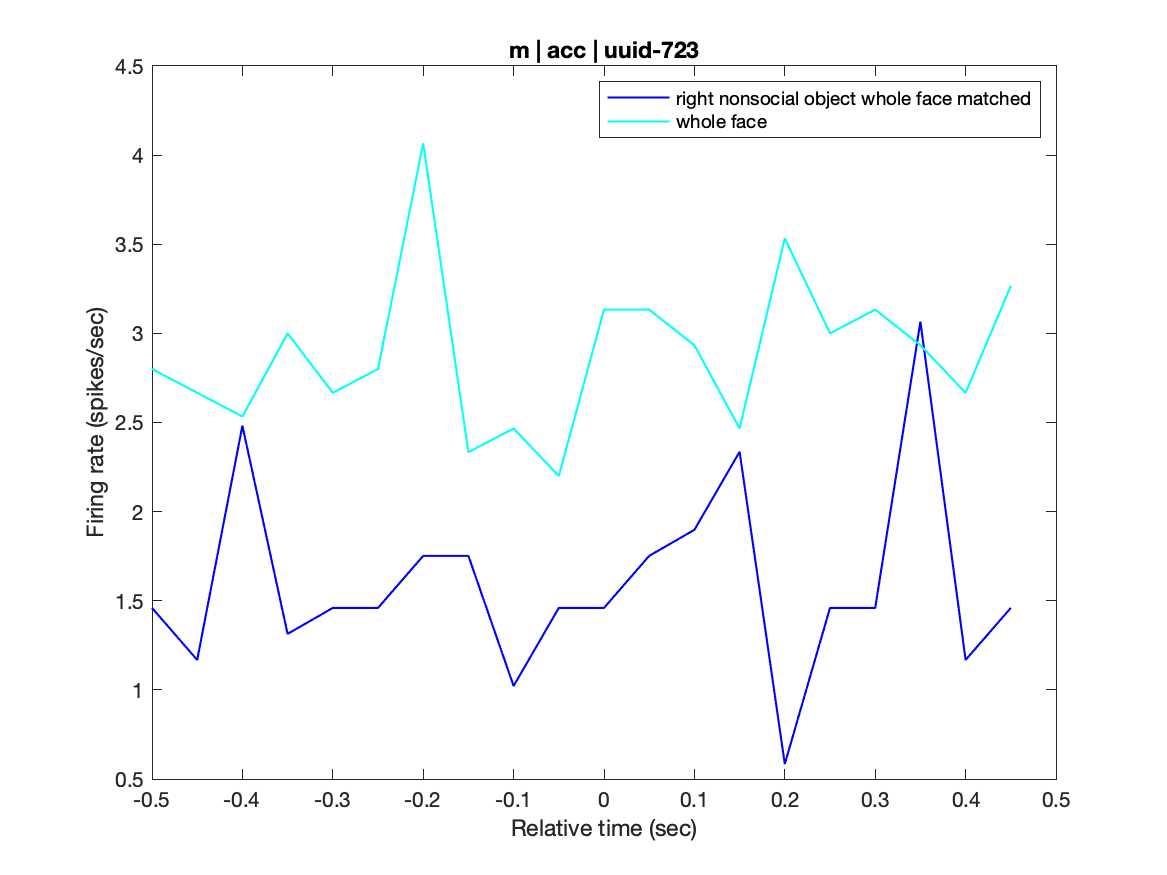 m | acc | uuid-723
right nonsocial object whole face matched
whole face
Firing rate (spikes/sec)
4.5
4
3.5
3
2.5
2
1.5
1
0.5
-0.5 -0.4 -0.3 -0.2 -0.1 0 0.1 0.2 0.3 0.4 0.5
Relative time (sec)